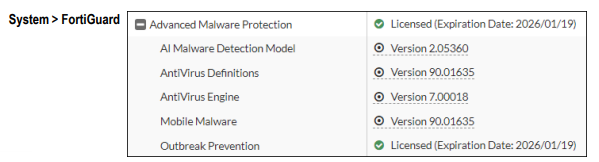 System > FortiGuard
Advanced Malware Protection Licensed (Expiration Date: 2026/01/19)
AI Malware Detection Model Version 2.05360
AntiVirus Definitions Version 90.01635
AntiVirus Engine Version 7.00018
Mobile Malware Version 90.01635
Outbreak Prevention Licensed (Expiration Date: 2026/01/19)